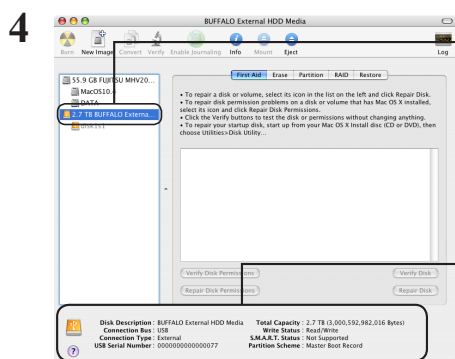 4
BUFFALO External HDD Media
Burn New Image Convert Verify Enable Journaling Info Mount Eject Log
55.9 GB FUJITSU MHV20...
MacOS10.4
DATA
2.7 TB BUFFALO Externa...
disk1s1
First Aid Erase Partition RAID Restore
• To repair a disk or volume, select its icon in the list on the left and click Repair Disk.
• To repair disk permission problems on a disk or volume that has Mac OS X installed,
select its icon and click Repair Disk Permissions.
• Click the Verify buttons to test the disk or permissions without changing anything.
• To repair your startup disk, start up from your Mac OS X Install disc (CD or DVD), then
choose Utilities>Disk Utility...
Verify Disk Permissions Verify Disk
Repair Disk Permissions Repair Disk
Disk Description : BUFFALO External HDD Media Total Capacity : 2.7 TB (3,000,592,982,016 Bytes)
Connection Bus : USB Write Status : Read/Write
Connection Type : External S.M.A.R.T. Status : Not Supported
USB Serial Number : Partition Scheme : Master Boot Record
?